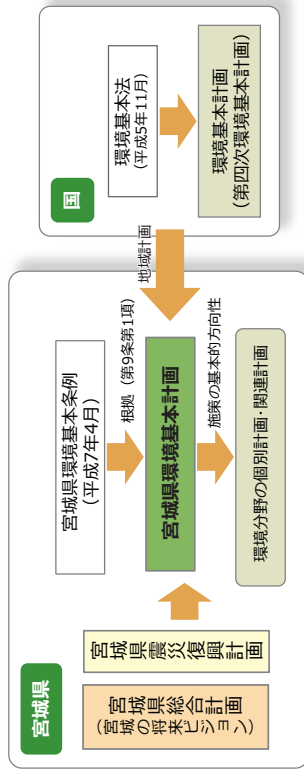 宮城県
宮城県総合計画
(宮城の将来ビジョン)
宮城県震災復興計画
宮城県環境基本条例
(平成7年4月)
根拠（第9条第1項）
宮城県環境基本計画
施策の基本的方向性
環境分野の個別計画・関連計画
地域計画
国
環境基本法
(平成5年11月)
環境基本計画
(第四次環境基本計画)